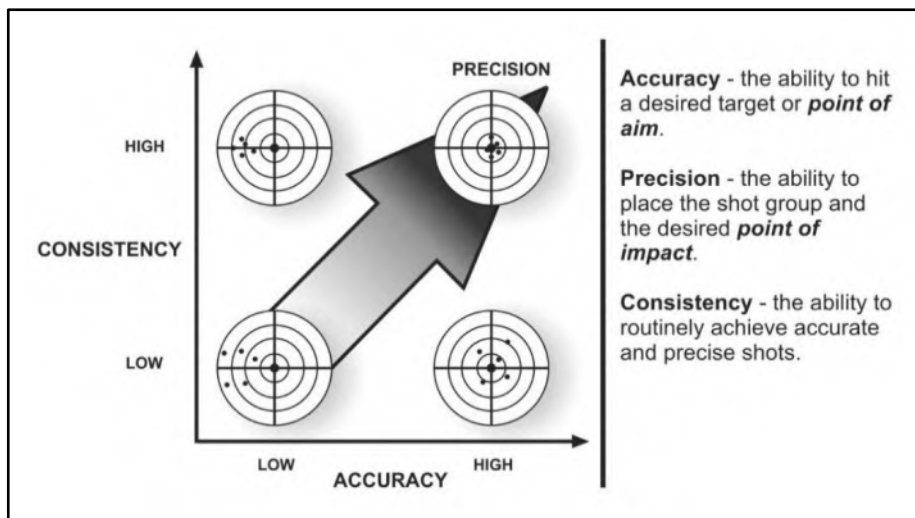 PRECISION
HIGH
CONSISTENCY
LOW
LOW
HIGH
ACCURACY
Accuracy - the ability to hit
a desired target or point of
aim.
Precision - the ability to
place the shot group and
the desired point of
impact.
Consistency - the ability to
routinely achieve accurate
and precise shots.